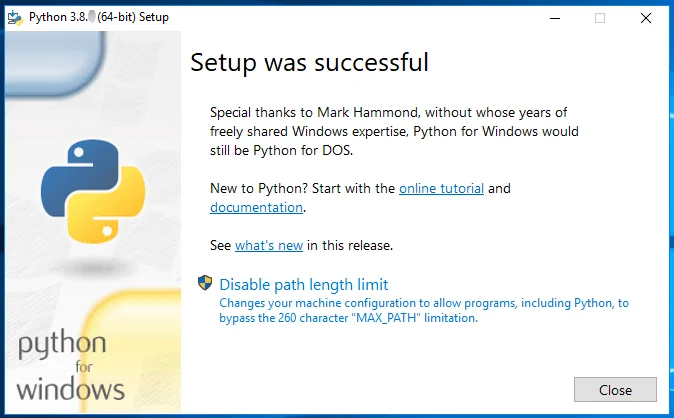 Python 3.8. (64-bit) Setup
Setup was successful
Special thanks to Mark Hammond, without whose years of
freely shared Windows expertise, Python for Windows would
still be Python for DOS.
New to Python? Start with the online tutorial and
documentation.
See what's new in this release.
Disable path length limit
Changes your machine configuration to allow programs, including Python, to
bypass the 260 character "MAX_PATH" limitation.
python
for
windows
Close